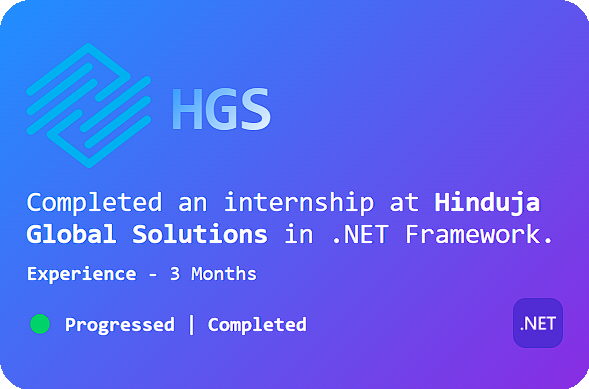 HGS
Completed an internship at Hinduja
Global Solutions in .NET Framework.
Experience - 3 Months
Progressed | Completed
.NET